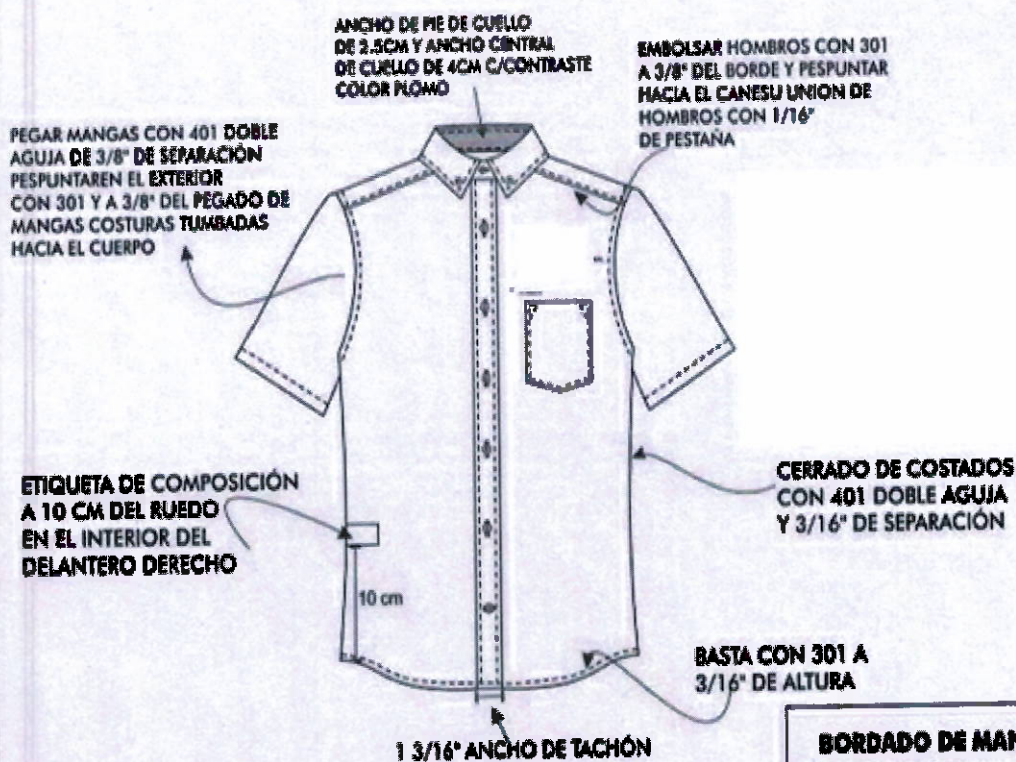 ANCHO DE PIE DE CUELLO
DE 2.5CM Y ANCHO CENTRAL
DE CUELLO DE 4CM C/CONTRASTE
COLOR PLOMO
EMBOLSAR HOMBROS CON 301
A 3/8" DEL BORDE Y PESPUNTAR
HACIA EL CANESU UNION DE
HOMBROS CON 1/16"
DE PESTAÑA
PEGAR MANGAS CON 401 DOBLE
AGUJA DE 3/8" DE SEPARACIÓN
PESPUNTAREN EL EXTERIOR
CON 301 Y A 3/8" DEL PEGADO DE
MANGAS COSTURAS TUMBADAS
HACIA EL CUERPO
ETIQUETA DE COMPOSICIÓN
A 10 CM DEL RUEDO
EN EL INTERIOR DEL
DELANTERO DERECHO
10 cm
CERRADO DE COSTADOS
CON 401 DOBLE AGUJA
Y 3/16" DE SEPARACIÓN
BASTA CON 301 A
3/16" DE ALTURA
1 3/16" ANCHO DE TACHÓN
BORDADO DE MAN